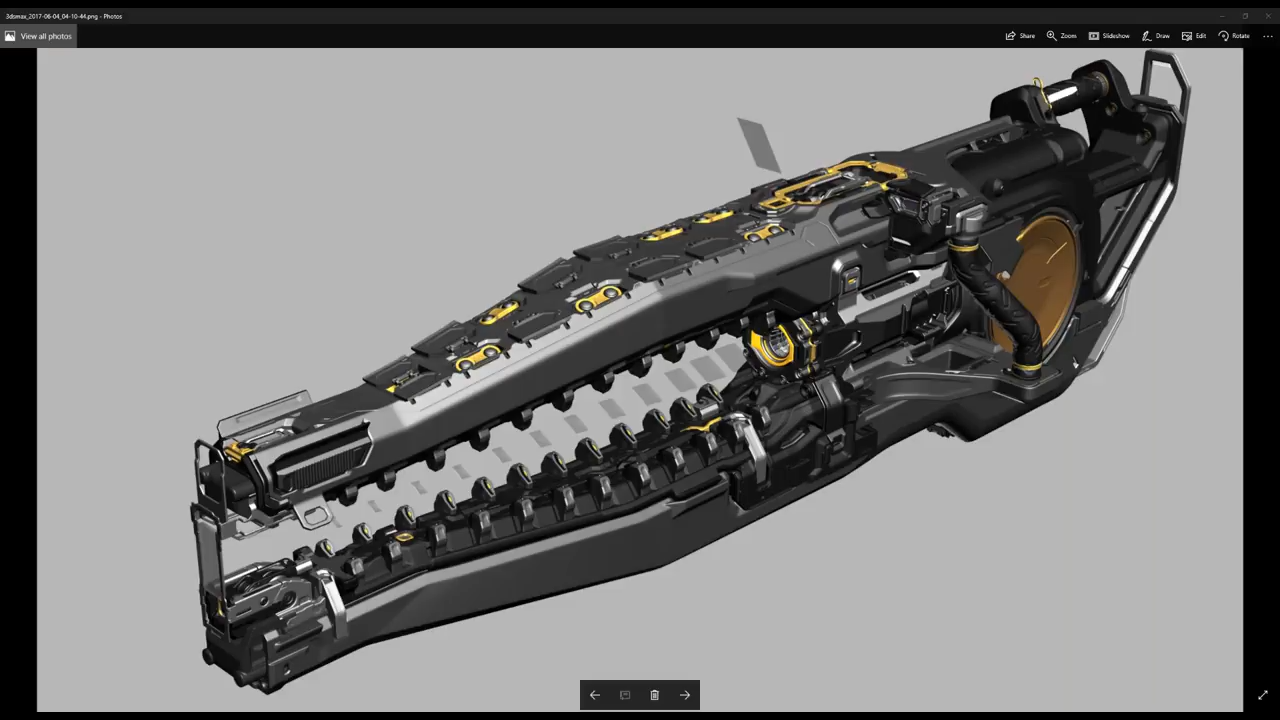 3dsmax_2017-06-04_04-10-44.png - Photos
View all photos
Share
Zoom
Slideshow
Draw
Edit
Rotate